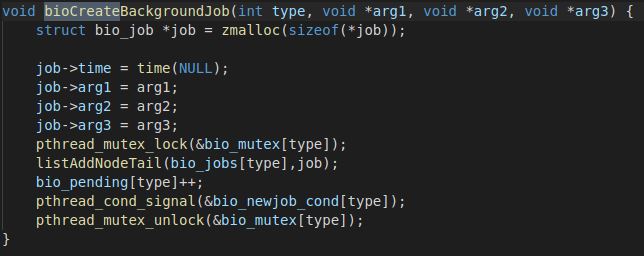 void bioCreateBackgroundJob(int type, void *arg1, void *arg2, void *arg3) {
    struct bio_job *job = zmalloc(sizeof(*job));

    job->time = time(NULL);
    job->arg1 = arg1;
    job->arg2 = arg2;
    job->arg3 = arg3;
    pthread_mutex_lock(&bio_mutex[type]);
    listAddNodeTail(bio_jobs[type],job);
    bio_pending[type]++;
    pthread_cond_signal(&bio_newjob_cond[type]);
    pthread_mutex_unlock(&bio_mutex[type]);
}